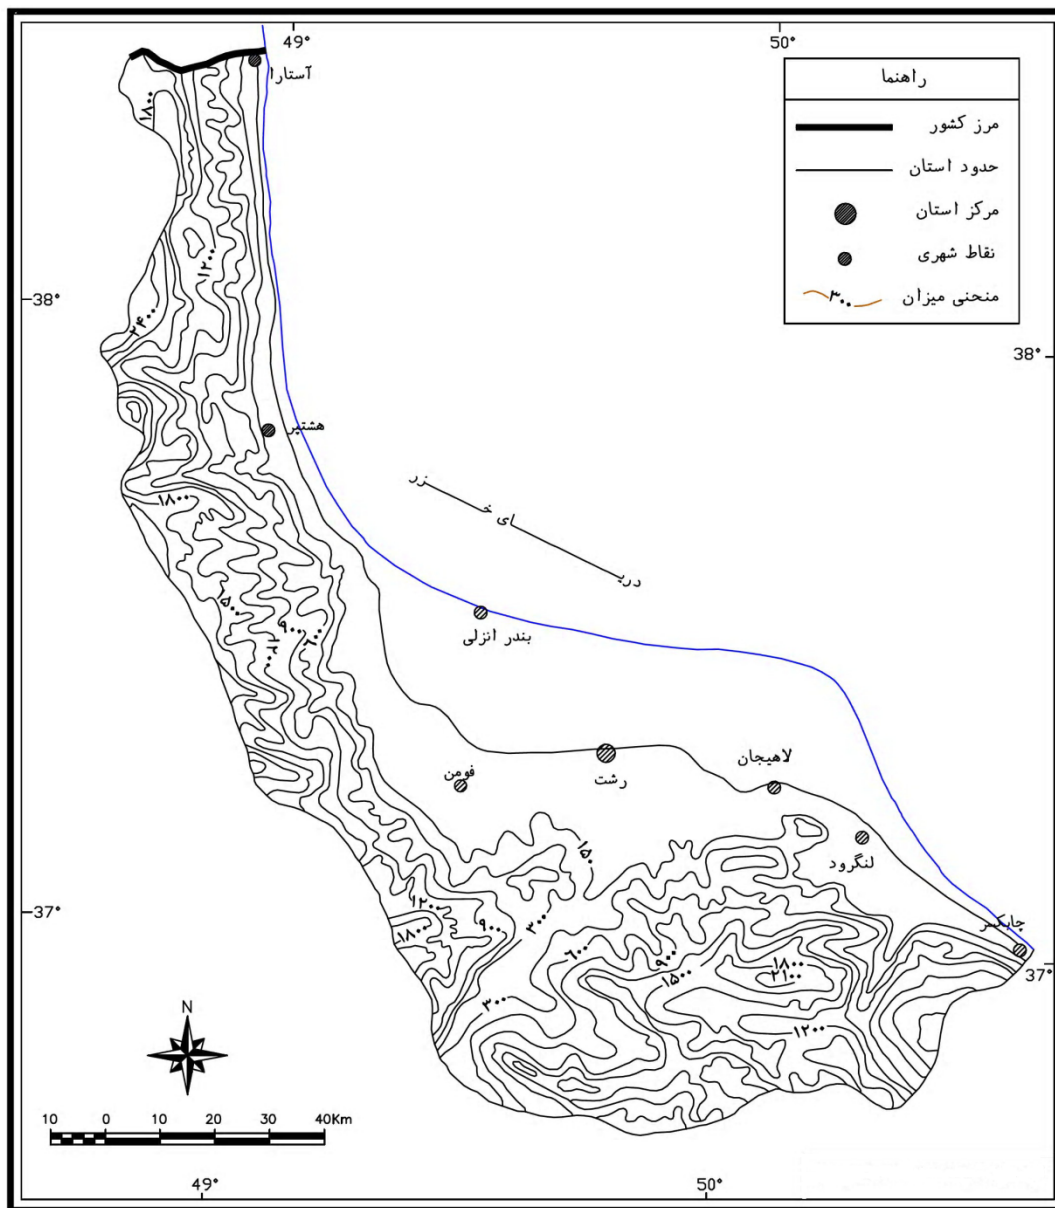 49°
50°
راهنما
مرز کشور
حدود استان
مرکز استان
نقاط شهری
منحنی میزان
۳۰۰
آستارا
۱۸۰۰
۱۲۰۰
38°
۲۴۰۰
38°
هشتپر
دریای خزر
۱۸۰۰
بندر انزلی
۱۵۰۰
۹۰۰
۶۰۰
۲۱۰۰
لاهیجان
رشت
فومن
لنگرود
۱۵۰
37°
۱۲۰۰
۱۸۰۰
۹۰۰
۳۰۰
چابکسر
۶۰۰
۹۰۰
۱۵۰۰
۱۸۰۰
۲۱۰۰
37°
۳۰۰
۱۲۰۰
N
10 0 10 20 30 40Km
49°
50°